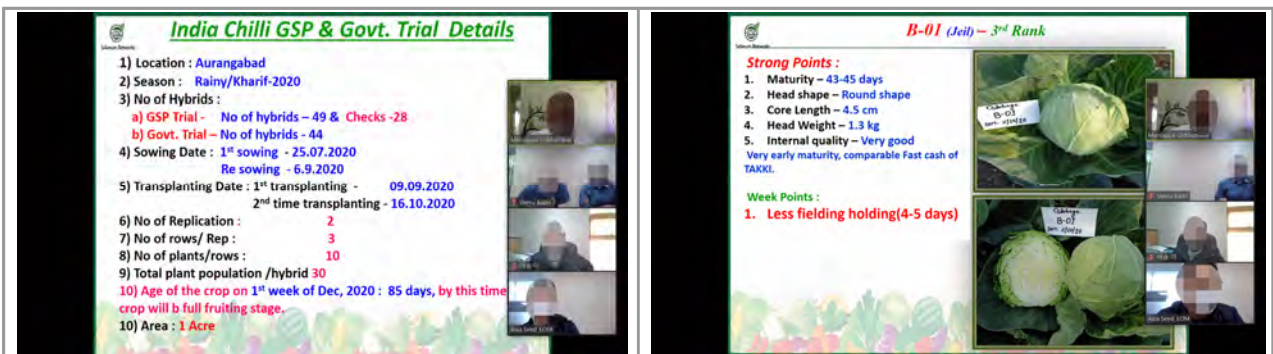 India Chilli GSP & Govt. Trial Details
1) Location : Aurangabad
2) Season : Rainy/Kharif-2020
3) No of Hybrids :
a) GSP Trial - No of hybrids – 49 & Checks -28
b) Govt. Trial – No of hybrids - 44
4) Sowing Date : 1st sowing - 25.07.2020
Re sowing - 6.9.2020
5) Transplanting Date : 1st transplanting - 09.09.2020
2nd time transplanting - 16.10.2020
6) No of Replication : 2
7) No of rows/ Rep : 3
8) No of plants/rows : 10
9) Total plant population /hybrid 30
10) Age of the crop on 1st week of Dec, 2020 : 85 days, by this time
crop will b full fruiting stage.
10) Area : 1 Acre
Asia Seed_EOM
B-01 (Jeil) – 3rd Rank
Strong Points :
1. Maturity – 43-45 days
2. Head shape – Round shape
3. Core Length – 4.5 cm
4. Head Weight – 1.3 kg
5. Internal quality – Very good
Very early maturity, comparable Fast cash of
TAKKI.
Week Points :
1. Less fielding holding(4-5 days)
Cabbage
B-01
Cabbage
B-01
Asia Seed_EOM